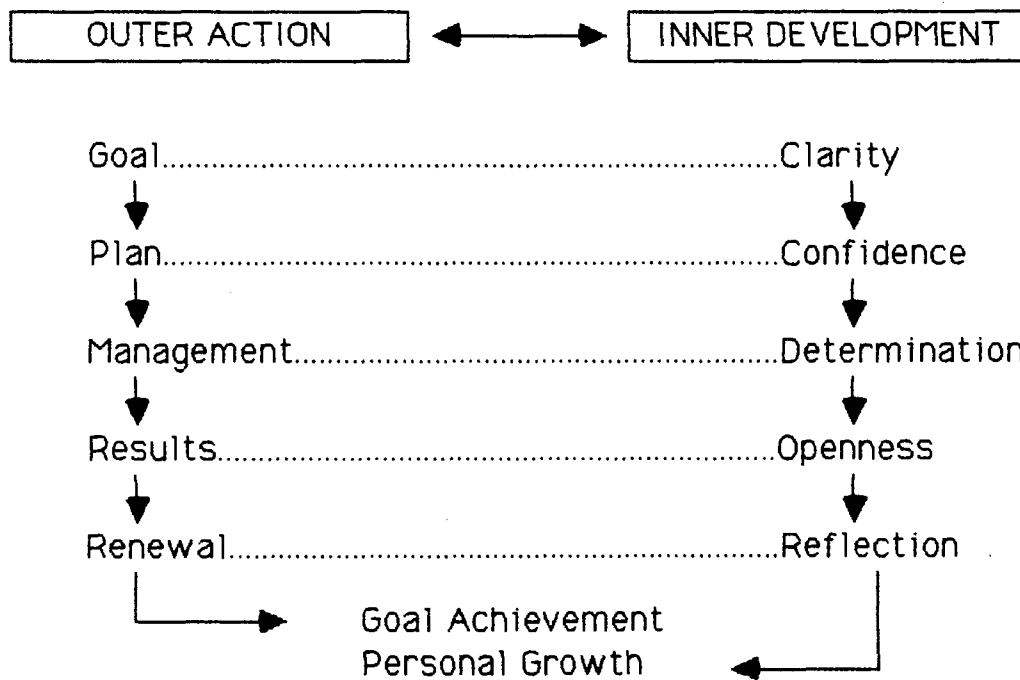 OUTER ACTION INNER DEVELOPMENT
Goal..........Clarity
Plan..........Confidence
Management..........Determination
Results..........Openness
Renewal..........Reflection
Goal Achievement
Personal Growth